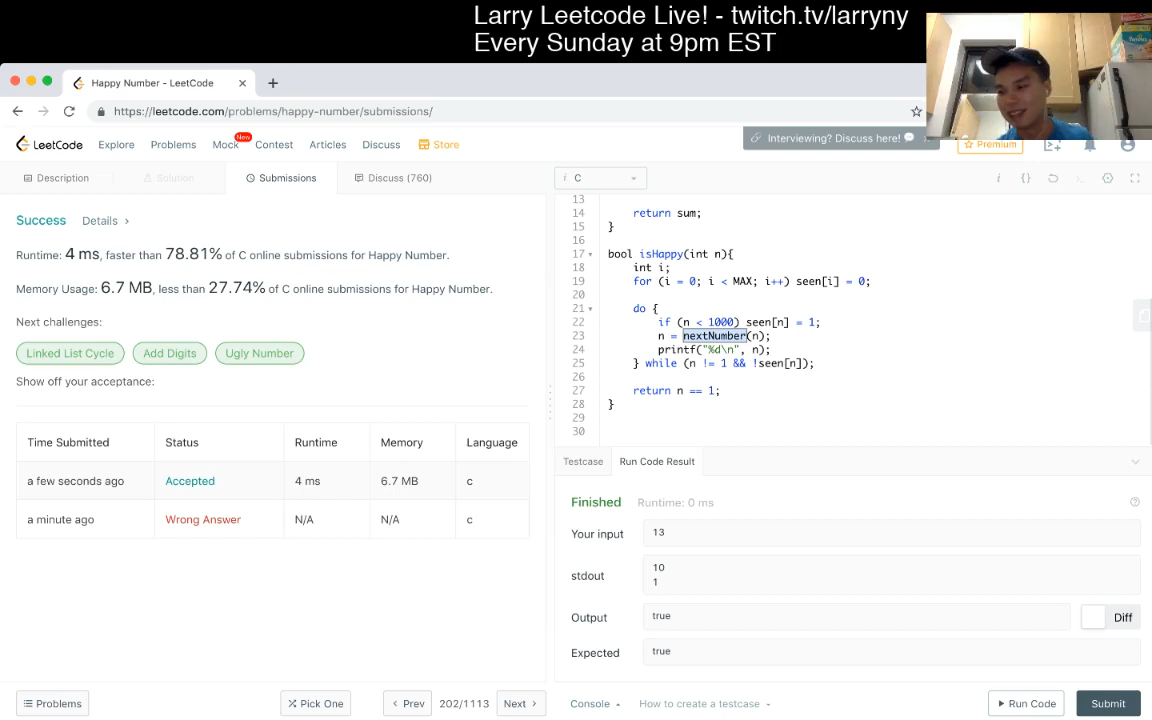 Larry Leetcode Live! - twitch.tv/larryny
Every Sunday at 9pm EST
Happy Number - LeetCode
https://leetcode.com/problems/happy-number/submissions/
LeetCode Explore Problems Mock New Contest Articles Discuss Store Interviewing? Discuss here! Premium
Description Solution Submissions Discuss (760) i C
Success Details
Runtime: 4 ms, faster than 78.81% of C online submissions for Happy Number.
Memory Usage: 6.7 MB, less than 27.74% of C online submissions for Happy Number.
Next challenges:
Linked List Cycle Add Digits Ugly Number
Show off your acceptance:
Time Submitted Status Runtime Memory Language
a few seconds ago Accepted 4 ms 6.7 MB c
a minute ago Wrong Answer N/A N/A c
13
14 return sum;
15 }
16
17 bool isHappy(int n){
18 int i;
19 for (i = 0; i < MAX; i++) seen[i] = 0;
20
21 do {
22 if (n < 1000) seen[n] = 1;
23 n = nextNumber(n);
24 printf("%d\n", n);
25 } while (n != 1 && !seen[n]);
26
27 return n == 1;
28 }
29
30
Testcase Run Code Result
Finished Runtime: 0 ms
Your input 13
stdout 10
1
Output true Diff
Expected true
Problems Pick One Prev 202/1113 Next Console How to create a testcase Run Code Submit